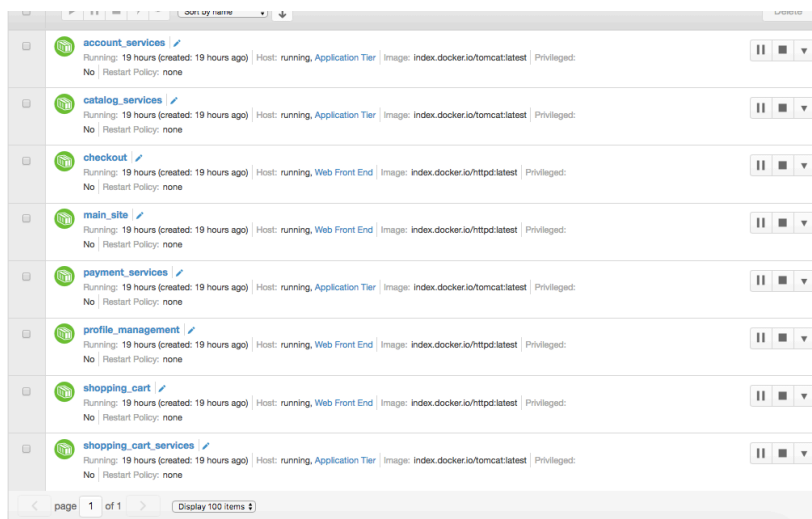 Sort by name
Delete
account_services
Running: 19 hours (created: 19 hours ago) Host: running, Application Tier Image: index.docker.io/tomcat:latest Privileged:
No Restart Policy: none
catalog_services
Running: 19 hours (created: 19 hours ago) Host: running, Application Tier Image: index.docker.io/tomcat:latest Privileged:
No Restart Policy: none
checkout
Running: 19 hours (created: 19 hours ago) Host: running, Web Front End Image: index.docker.io/httpd:latest Privileged:
No Restart Policy: none
main_site
Running: 19 hours (created: 19 hours ago) Host: running, Web Front End Image: index.docker.io/httpd:latest Privileged:
No Restart Policy: none
payment_services
Running: 19 hours (created: 19 hours ago) Host: running, Application Tier Image: index.docker.io/tomcat:latest Privileged:
No Restart Policy: none
profile_management
Running: 19 hours (created: 19 hours ago) Host: running, Web Front End Image: index.docker.io/httpd:latest Privileged:
No Restart Policy: none
shopping_cart
Running: 19 hours (created: 19 hours ago) Host: running, Web Front End Image: index.docker.io/httpd:latest Privileged:
No Restart Policy: none
shopping_cart_services
Running: 19 hours (created: 19 hours ago) Host: running, Application Tier Image: index.docker.io/tomcat:latest Privileged:
No Restart Policy: none
page 1 of 1 Display 100 items